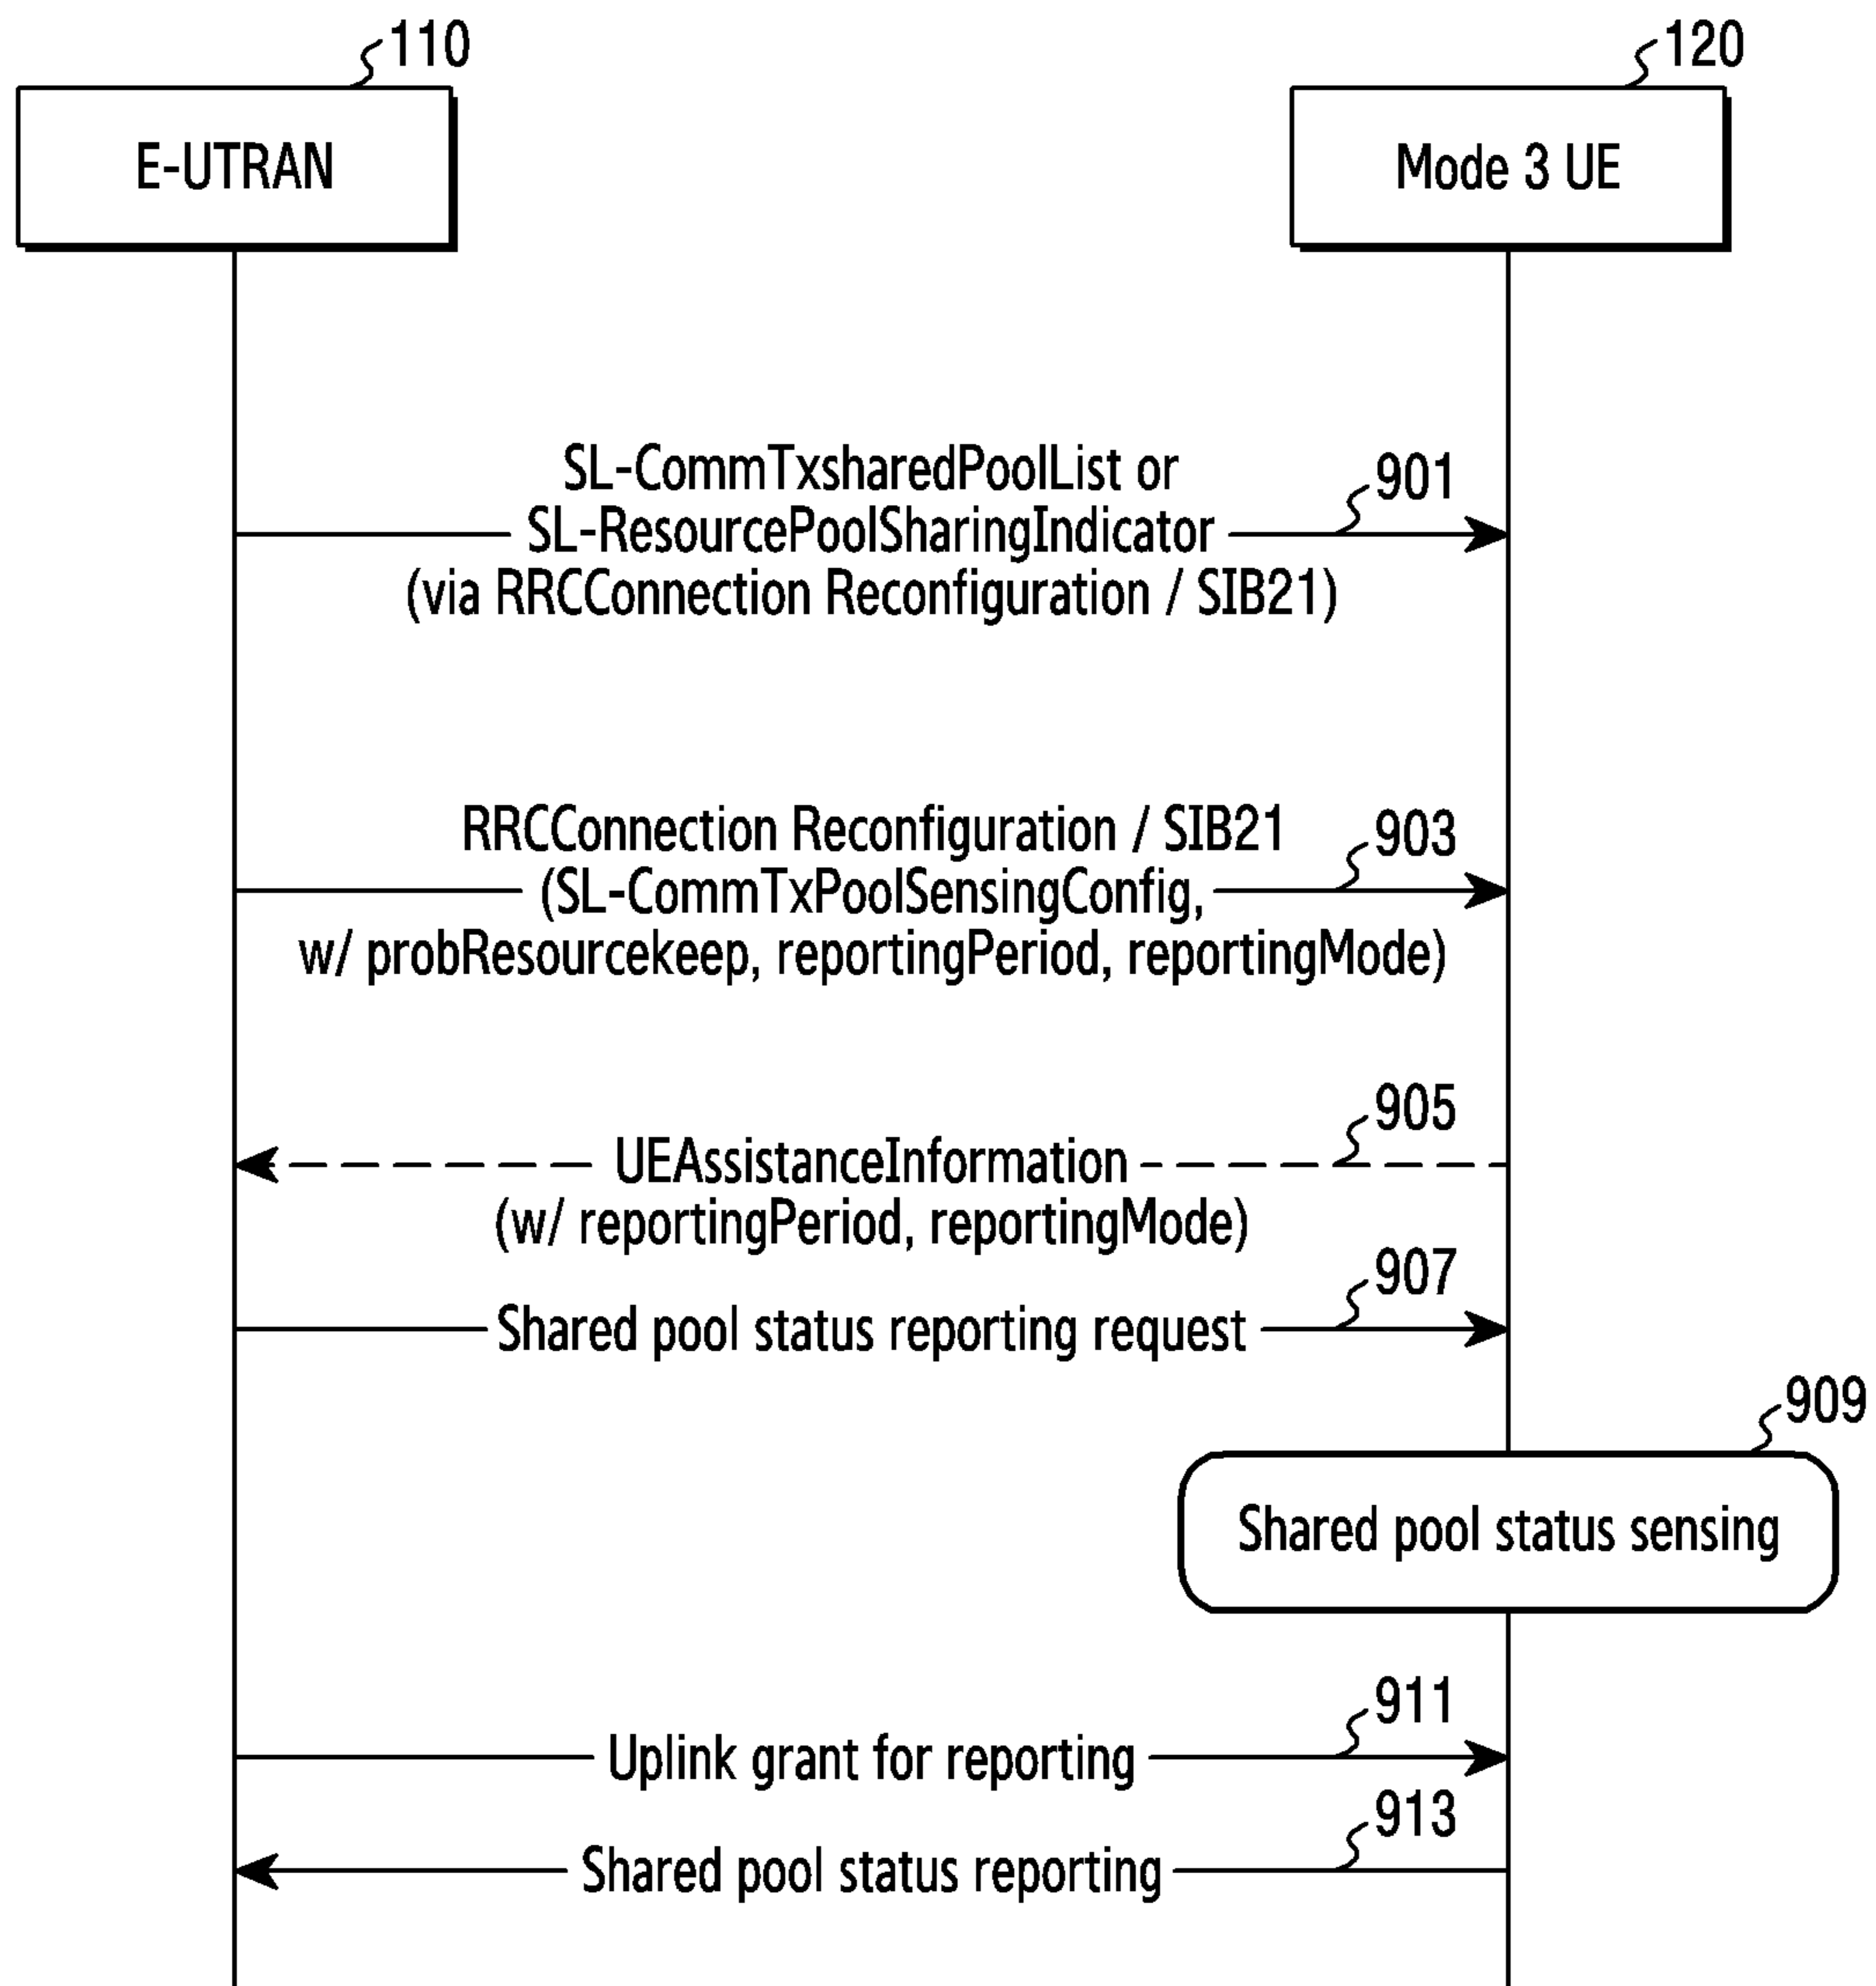 110
120
E-UTRAN
Mode 3 UE
SL-CommTxsharedPoolList or
901
SL-ResourcePoolSharingIndicator
(via RRCConnection Reconfiguration / SIB21)
RRCConnection Reconfiguration / SIB21
903
(SL-CommTxPoolSensingConfig,
w/ probResourcekeep, reportingPeriod, reportingMode)
905
UEAssistanceInformation
(w/ reportingPeriod, reportingMode)
907
Shared pool status reporting request
909
Shared pool status sensing
911
Uplink grant for reporting
913
Shared pool status reporting